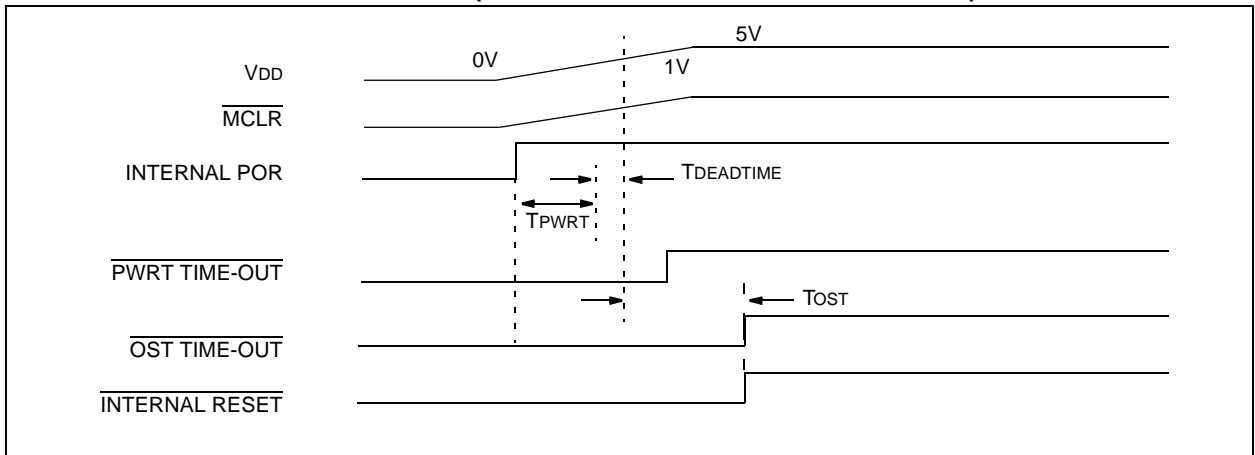 5V
0V
1V
VDD
MCLR
INTERNAL POR
TDEADTIME
TPWRT
PWRT TIME-OUT
TOST
OST TIME-OUT
INTERNAL RESET